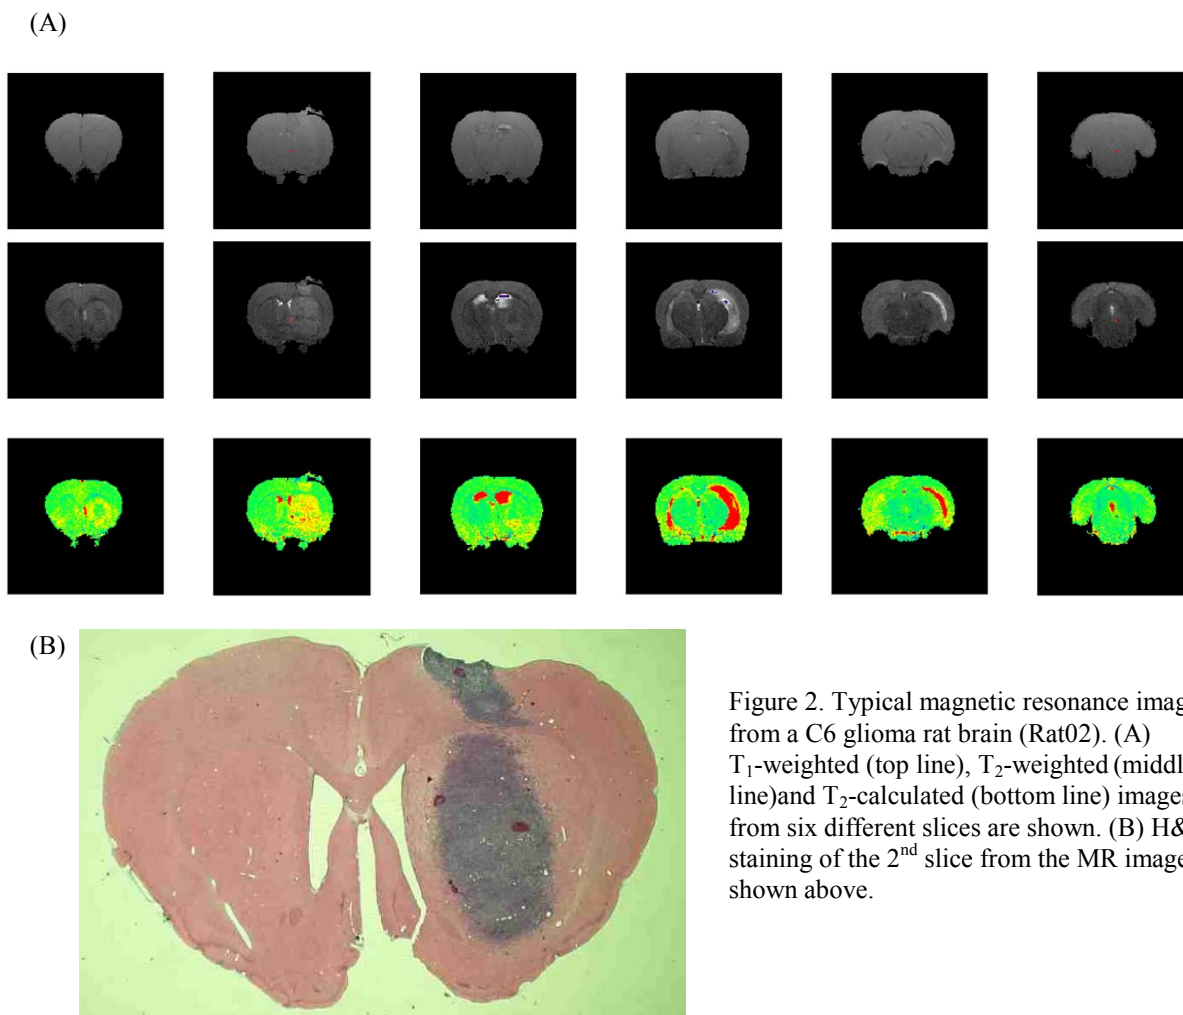 (A)
(B)
Figure 2. Typical magnetic resonance imag
from a C6 glioma rat brain (Rat02). (A)
T₁-weighted (top line), T₂-weighted (middl
line)and T₂-calculated (bottom line) images
from six different slices are shown. (B) H&
staining of the 2ⁿᵈ slice from the MR image
shown above.